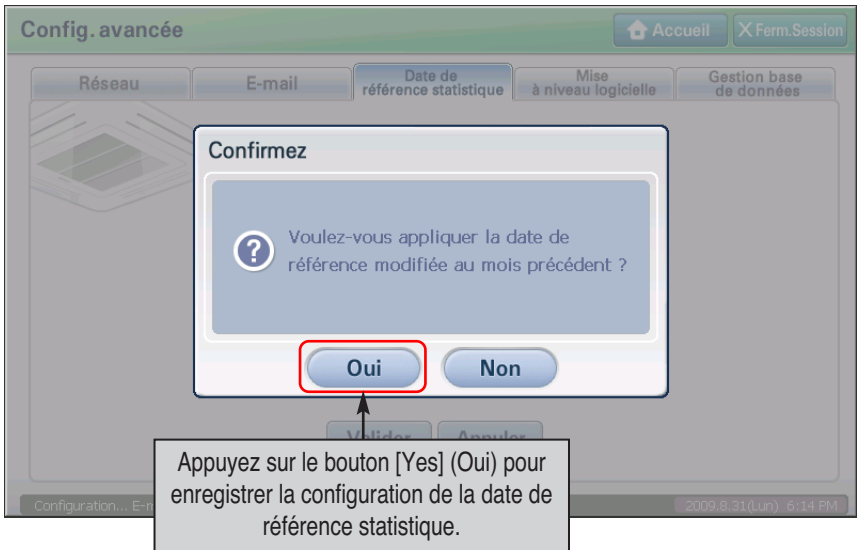 Config. avancée
Accueil
X Ferm.Session
Réseau
E-mail
Date de
référence statistique
Mise
à niveau logicielle
Gestion base
de données
Confirmez
?
Voulez-vous appliquer la date de
référence modifiée au mois précédent ?
Oui
Non
Valider
Annuler
Appuyez sur le bouton [Yes] (Oui) pour
enregistrer la configuration de la date de
référence statistique.
Configuration...
2009.8.31(Lun) 6:14 PM